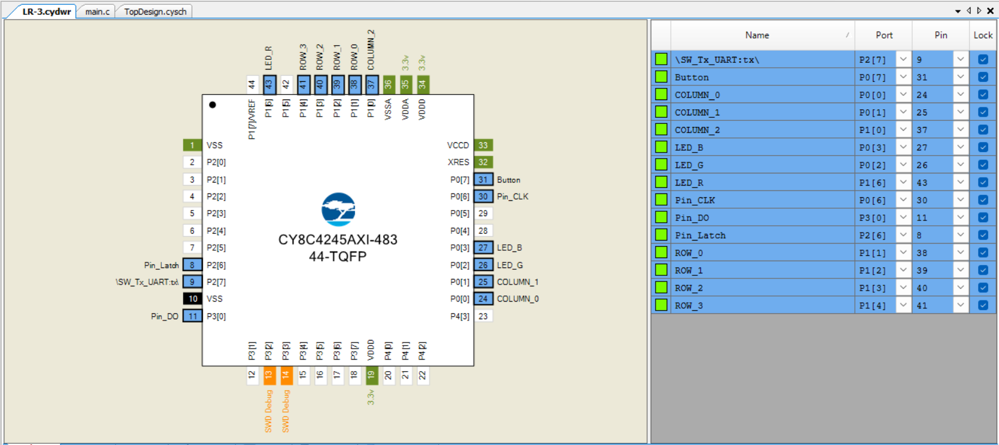 LR-3.cydwr main.c TopDesign.cysch
LED_R ROW_3 ROW_2 ROW_1 ROW_0 COLUMN_2 3.3v 3.3v
44 43 42 41 40 39 38 37 36 35 34
P1[7]/VREF P1[6] P1[5] P1[4] P1[3] P1[2] P1[1] P1[0] VSSA VDDA VDDD
1 VSS
2 P2[0]
3 P2[1]
4 P2[2]
5 P2[3]
6 P2[4]
7 P2[5]
Pin_Latch 8 P2[6]
\SW_Tx_UART:tx\ 9 P2[7]
10 VSS
Pin_DO 11 P3[0]
CY8C4245AXI-483
44-TQFP
VCCD 33
XRES 32
P0[7] 31 Button
P0[6] 30 Pin_CLK
P0[5] 29
P0[4] 28
P0[3] 27 LED_B
P0[2] 26 LED_G
P0[1] 25 COLUMN_1
P0[0] 24 COLUMN_0
P4[3] 23
P3[1] P3[2] P3[3] P3[4] P3[5] P3[6] P3[7] VDDD P4[0] P4[1] P4[2]
12 13 14 15 16 17 18 19 20 21 22
SWD Debug SWD Debug 3.3v
Name / Port Pin Lock
\SW_Tx_UART:tx\ P2[7] 9
Button P0[7] 31
COLUMN_0 P0[0] 24
COLUMN_1 P0[1] 25
COLUMN_2 P1[0] 37
LED_B P0[3] 27
LED_G P0[2] 26
LED_R P1[6] 43
Pin_CLK P0[6] 30
Pin_DO P3[0] 11
Pin_Latch P2[6] 8
ROW_0 P1[1] 38
ROW_1 P1[2] 39
ROW_2 P1[3] 40
ROW_3 P1[4] 41